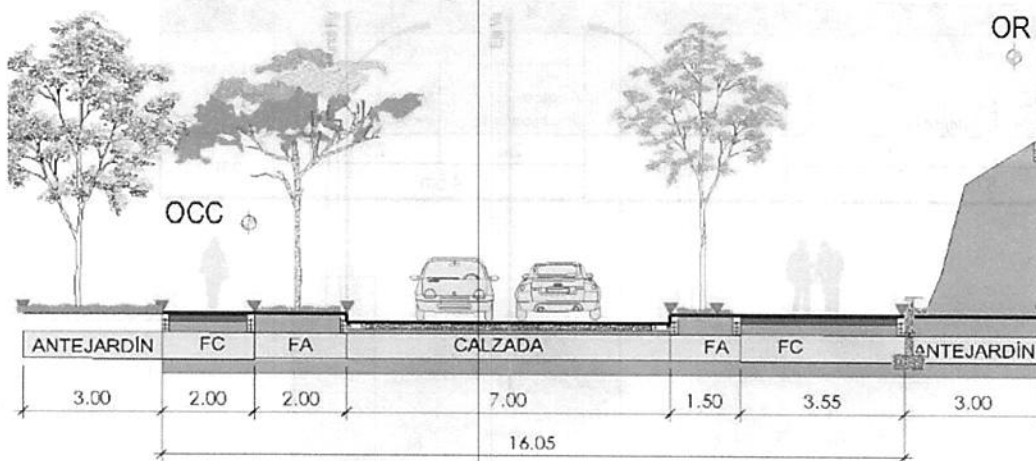 OR
OCC
ANTEJARDÍN FC FA CALZADA FA FC ANTEJARDÍN
3.00 2.00 2.00 7.00 1.50 3.55 3.00
16.05